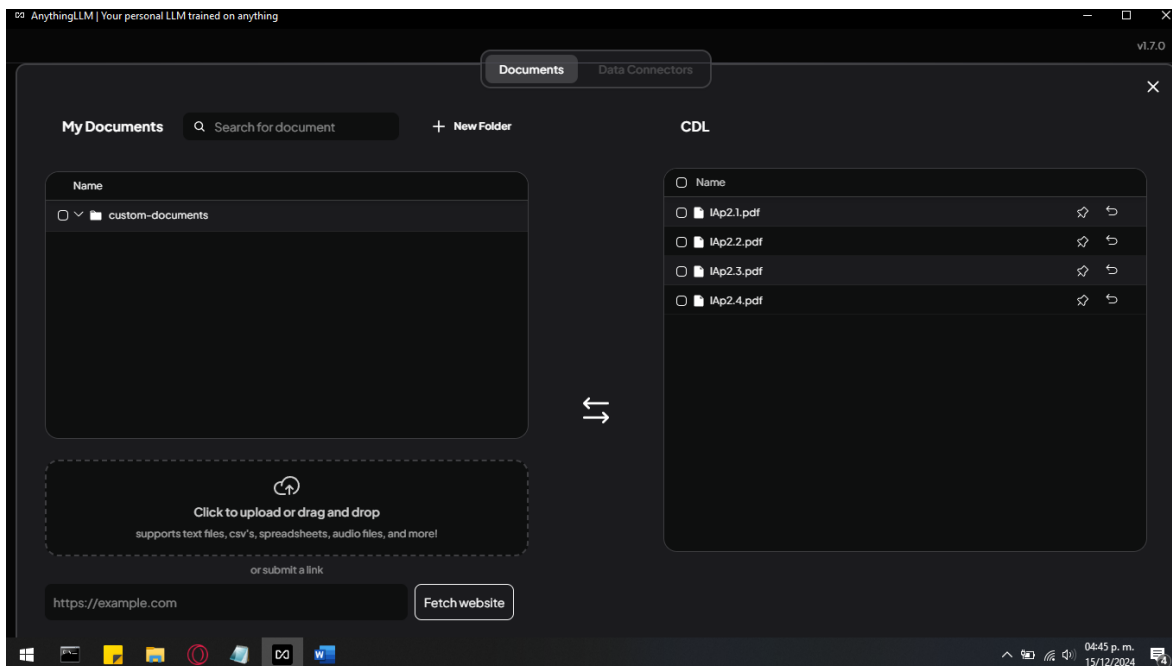 AnythingLLM | Your personal LLM trained on anything
v1.7.0
Documents
Data Connectors
My Documents
Search for document
New Folder
Name
custom-documents
Click to upload or drag and drop
supports text files, csv's, spreadsheets, audio files, and more!
or submit a link
https://example.com
Fetch website
CDL
Name
IAp2.1.pdf
IAp2.2.pdf
IAp2.3.pdf
IAp2.4.pdf
04:45 p. m.
15/12/2024